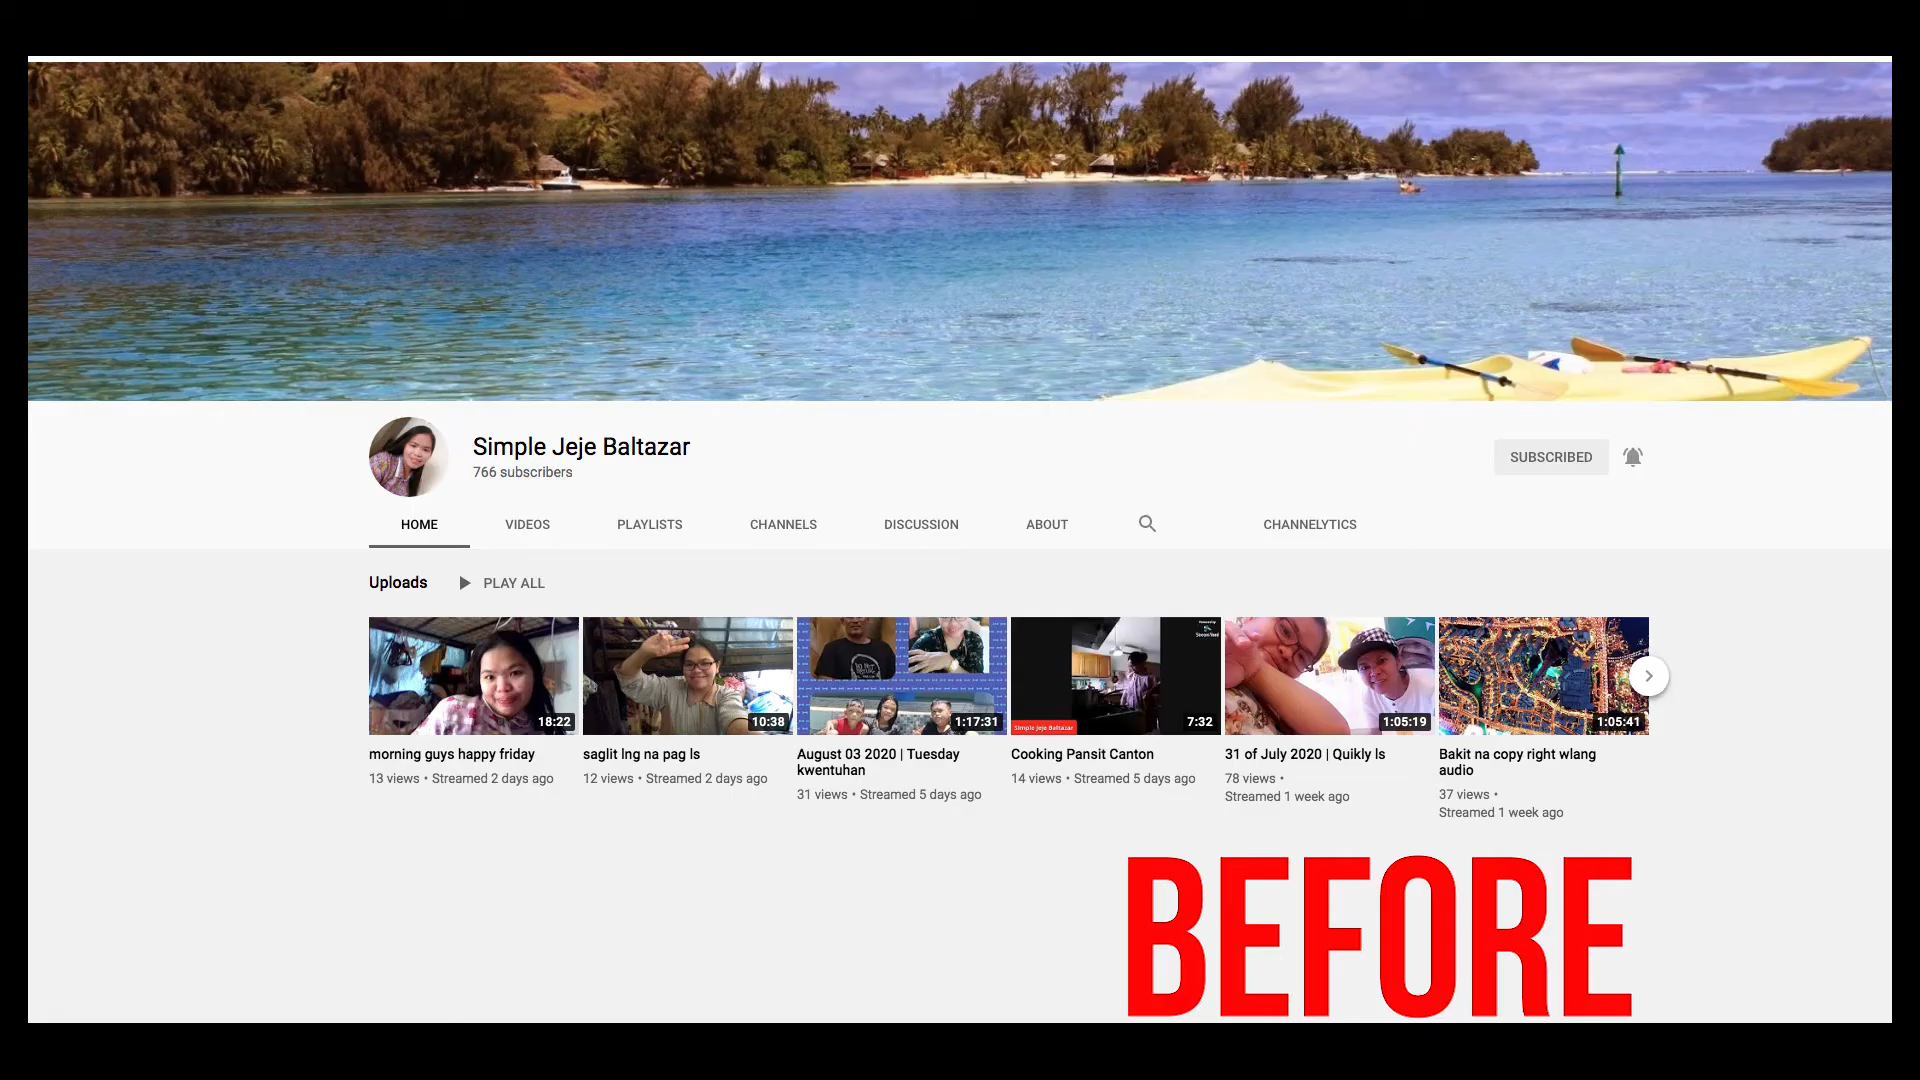 Simple Jeje Baltazar
766 subscribers
SUBSCRIBED
HOME VIDEOS PLAYLISTS CHANNELS DISCUSSION ABOUT CHANNELYTICS
Uploads PLAY ALL
18:22
morning guys happy friday
13 views • Streamed 2 days ago
10:38
saglit lng na pag ls
12 views • Streamed 2 days ago
1:17:31
August 03 2020 | Tuesday
kwentuhan
31 views • Streamed 5 days ago
Simple Jeje Baltazar
7:32
Cooking Pansit Canton
14 views • Streamed 5 days ago
1:05:19
31 of July 2020 | Quikly ls
78 views •
Streamed 1 week ago
1:05:41
Bakit na copy right wlang
audio
37 views •
Streamed 1 week ago
BEFORE